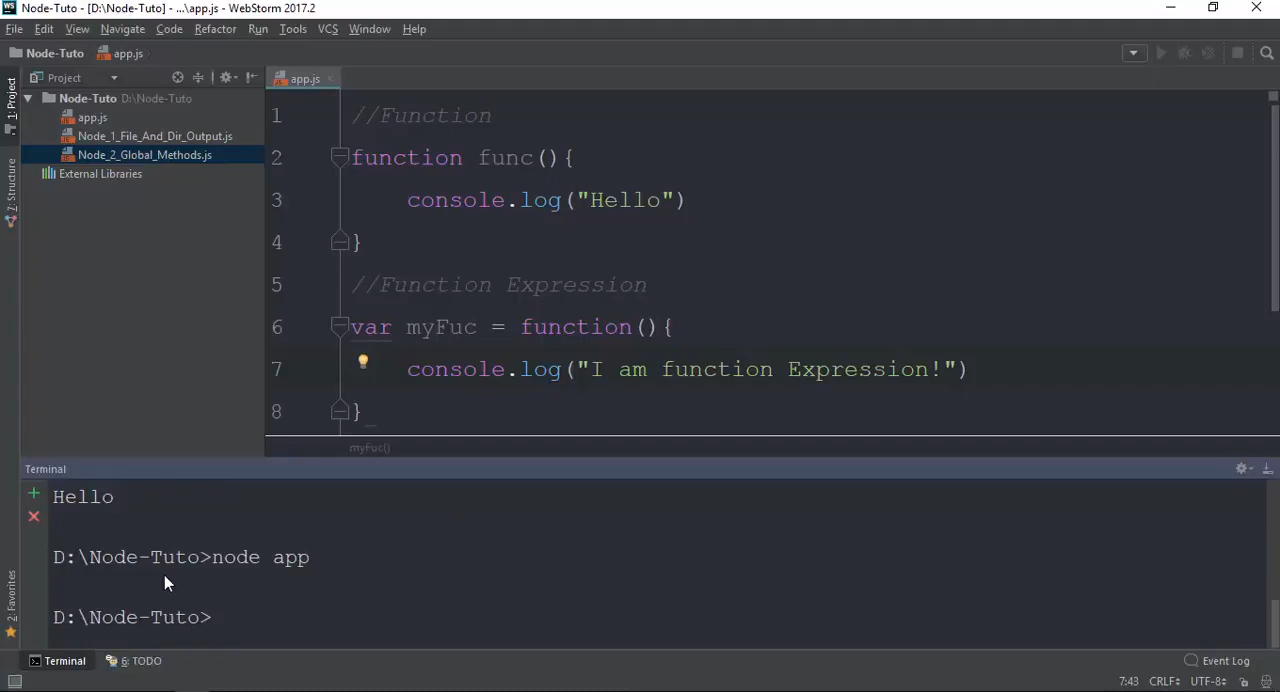 WS Node-Tuto - [D:\Node-Tuto] - ...\app.js - WebStorm 2017.2
File Edit View Navigate Code Refactor Run Tools VCS Window Help
Node-Tuto app.js
1: Project
Z: Structure
2: Favorites
Project
Node-Tuto D:\Node-Tuto
app.js
Node_1_File_And_Dir_Output.js
Node_2_Global_Methods.js
External Libraries
app.js
1 //Function
2 function func(){
3 console.log("Hello")
4 }
5 //Function Expression
6 var myFuc = function(){
7 console.log("I am function Expression!")
8 }
myFuc()
Terminal
Hello
D:\Node-Tuto>node app
D:\Node-Tuto>
Terminal 6: TODO Event Log
7:43 CRLF UTF-8